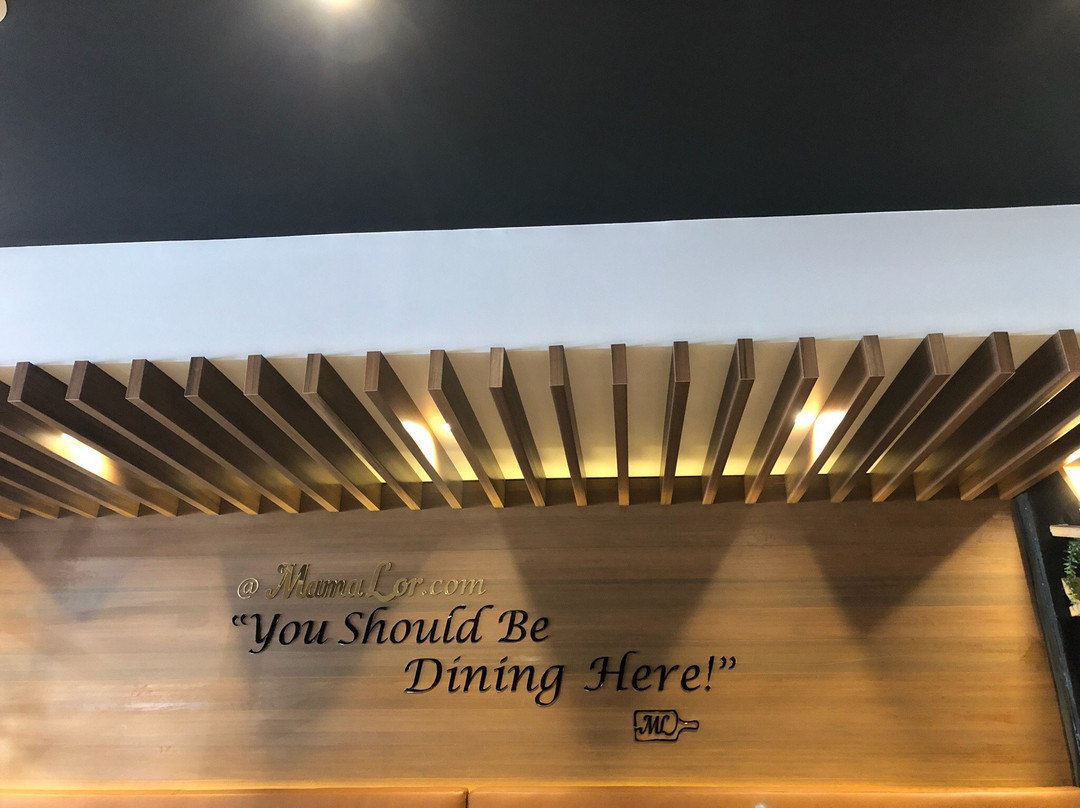 @ MamaLor.com
"You Should Be
Dining Here!"
ML